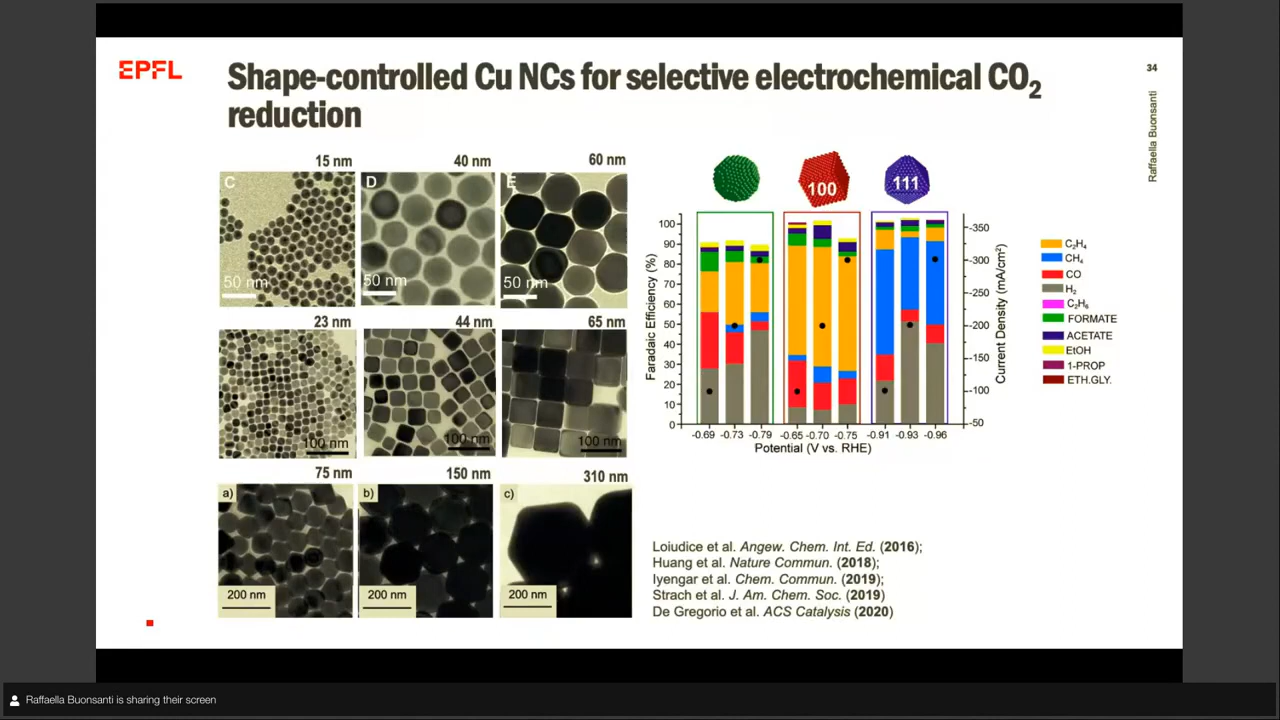 EPFL
Shape-controlled Cu NCs for selective electrochemical CO2
reduction
34
Raffaella Buonsanti
15 nm
40 nm
60 nm
C
D
E
50 nm
50 nm
50 nm
23 nm
44 nm
65 nm
100 nm
100 nm
100 nm
75 nm
150 nm
310 nm
a)
b)
c)
200 nm
200 nm
200 nm
100
111
Faradaic Efficiency (%)
100
90
80
70
60
50
40
30
20
10
0
-0.69 -0.73 -0.79 -0.65 -0.70 -0.75 -0.91 -0.93 -0.96
Potential (V vs. RHE)
-350
-300
-250
-200
-150
-100
-50
Current Density (mA/cm²)
C2H4
CH4
CO
H2
C2H6
FORMATE
ACETATE
EtOH
1-PROP
ETH.GLY.
Loiudice et al. Angew. Chem. Int. Ed. (2016);
Huang et al. Nature Commun. (2018);
Iyengar et al. Chem. Commun. (2019);
Strach et al. J. Am. Chem. Soc. (2019)
De Gregorio et al. ACS Catalysis (2020)
Raffaella Buonsanti is sharing their screen